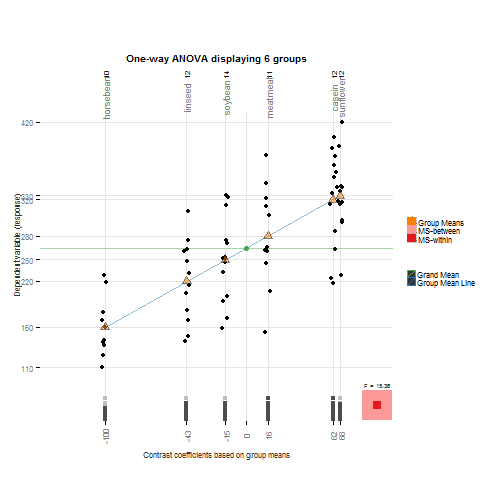 One-way ANOVA displaying 6 groups
horsebean 10
linseed 12
soybean 14
meatmeal 11
casein 12
sunflower 12
Dependent variable (response)
420
320
280
250
220
160
110
Group Means
MS-between
MS-within
Grand Mean
Group Mean Line
F = 15.36
-100
-43
-15
0
16
62
68
Contrast coefficients based on group means